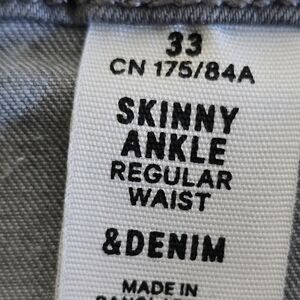 33
CN 175/84A
SKINNY
ANKLE
REGULAR
WAIST
&DENIM
MADE IN